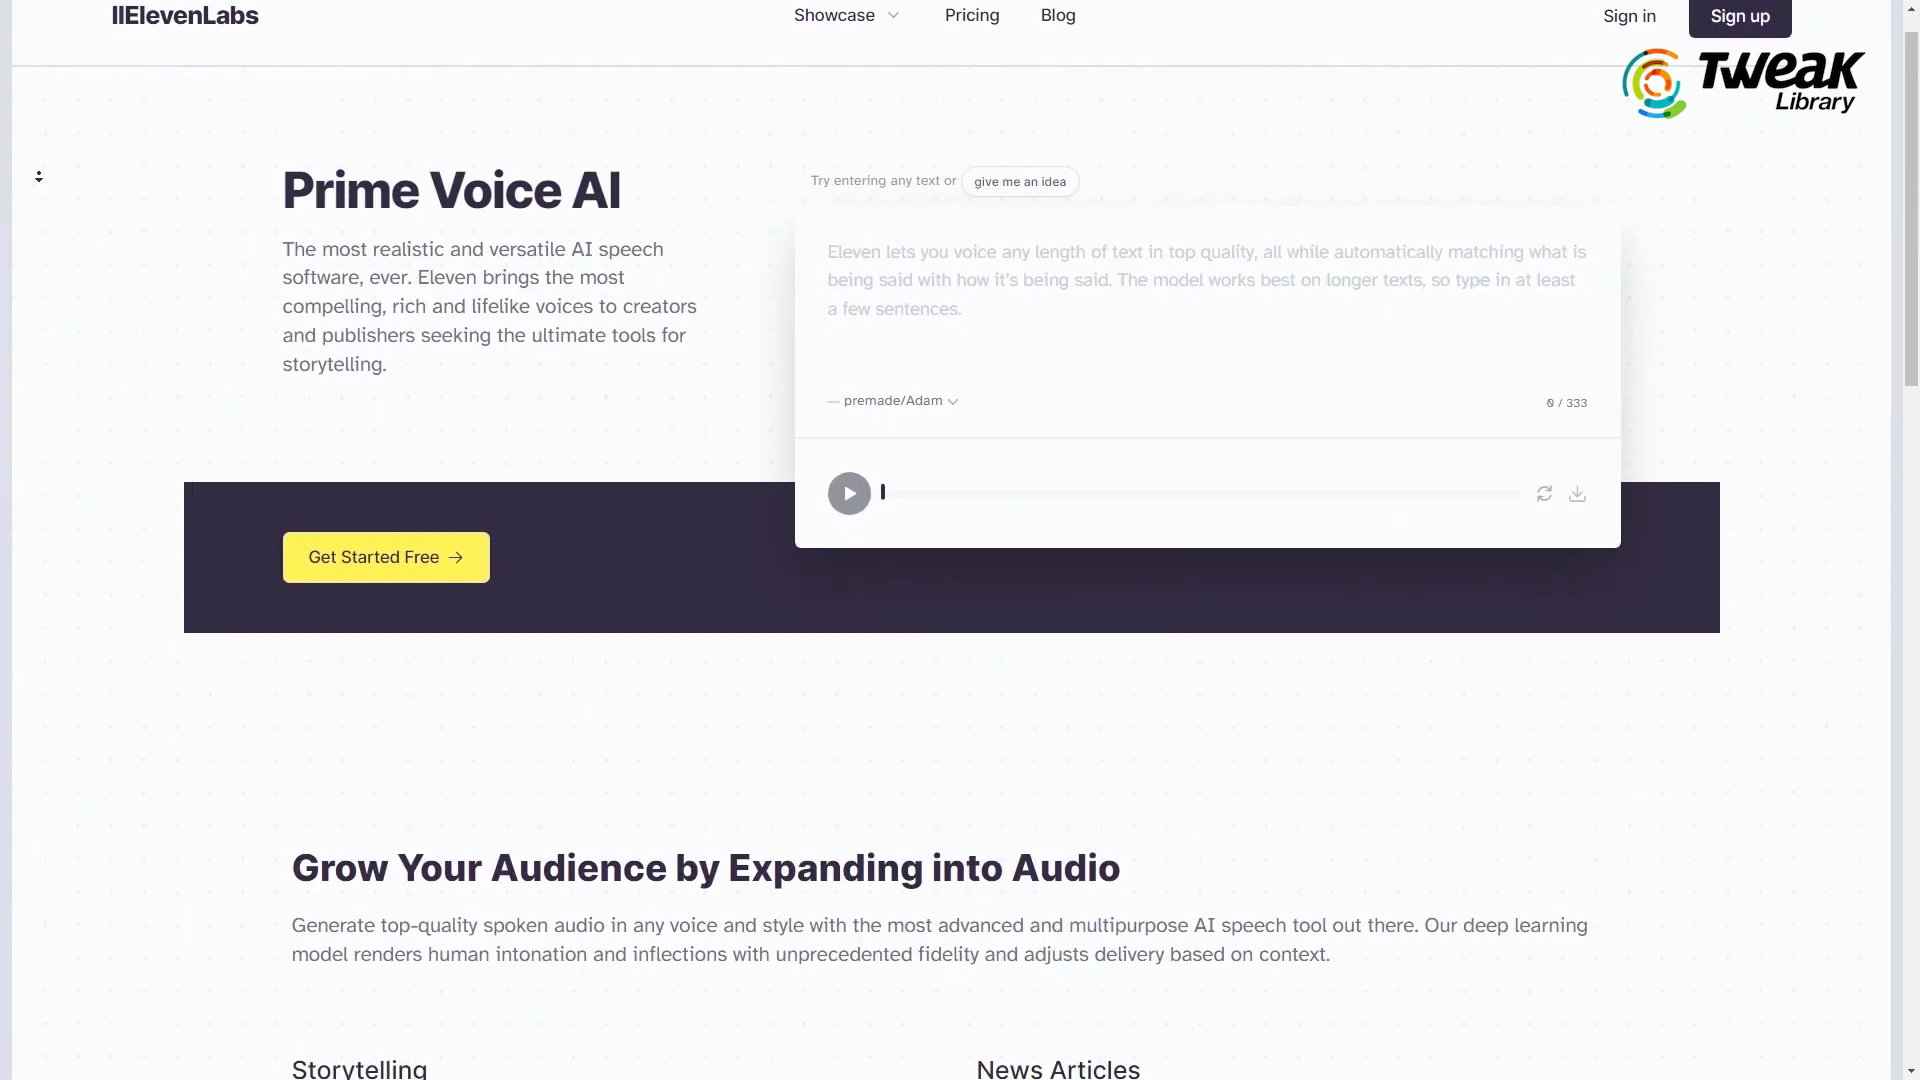 IIElevenLabs
Showcase
Pricing
Blog
Sign in
Sign up
TWEAK
Library
Prime Voice AI
The most realistic and versatile AI speech
software, ever. Eleven brings the most
compelling, rich and lifelike voices to creators
and publishers seeking the ultimate tools for
storytelling.
Try entering any text or
give me an idea
Eleven lets you voice any length of text in top quality, all while automatically matching what is
being said with how it’s being said. The model works best on longer texts, so type in at least
a few sentences.
— premade/Adam
0 / 333
Get Started Free →
Grow Your Audience by Expanding into Audio
Generate top-quality spoken audio in any voice and style with the most advanced and multipurpose AI speech tool out there. Our deep learning
model renders human intonation and inflections with unprecedented fidelity and adjusts delivery based on context.
Storytelling
News Articles